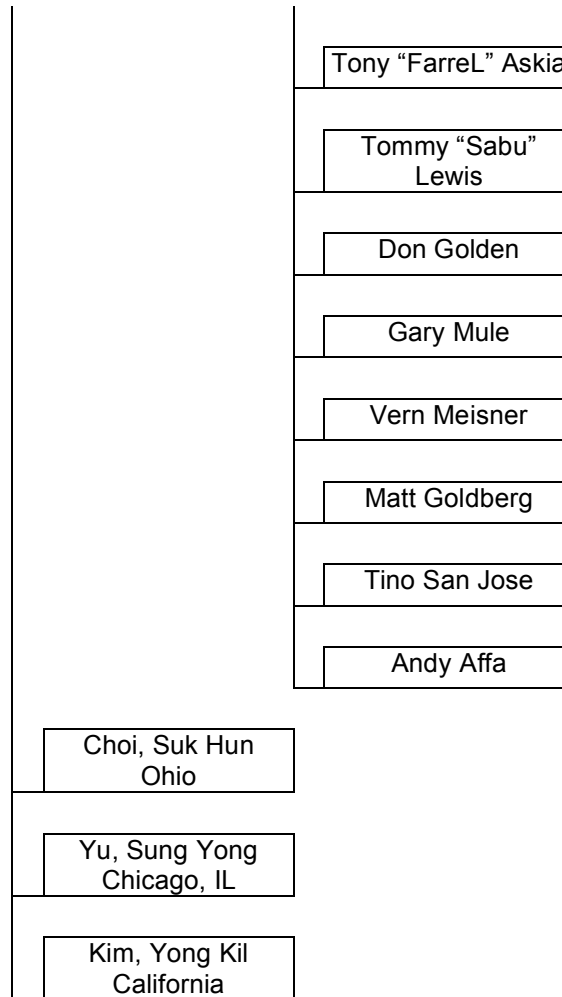 Tony “FarreL” Askia
Tommy “Sabu”
Lewis
Don Golden
Gary Mule
Vern Meisner
Matt Goldberg
Tino San Jose
Andy Affa
Choi, Suk Hun
Ohio
Yu, Sung Yong
Chicago, IL
Kim, Yong Kil
California